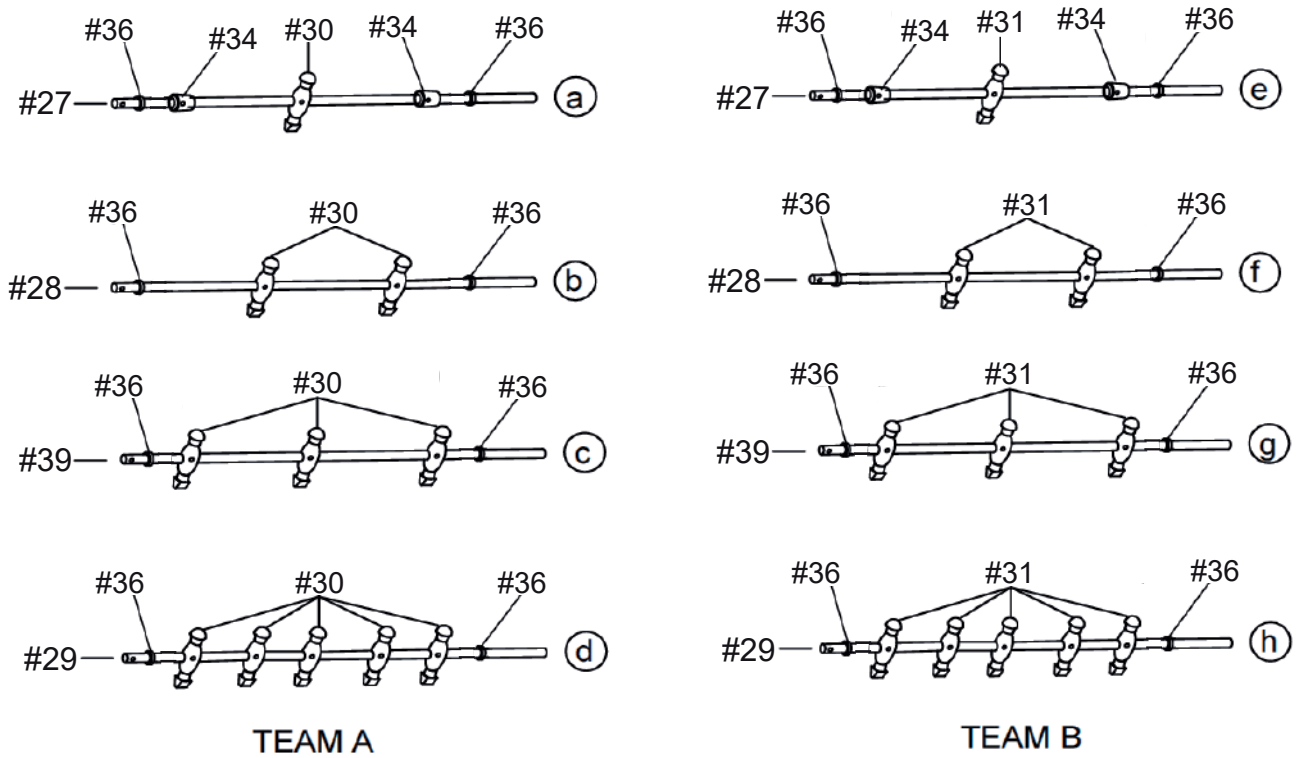 #36 #34 #30 #34 #36
#27 a
#36 #34 #31 #34 #36
#27 e
#36 #30 #36
#28 b
#36 #31 #36
#28 f
#36 #30 #36
#39 c
#36 #31 #36
#39 g
#36 #30 #36
#29 d
#36 #31 #36
#29 h
TEAM A
TEAM B